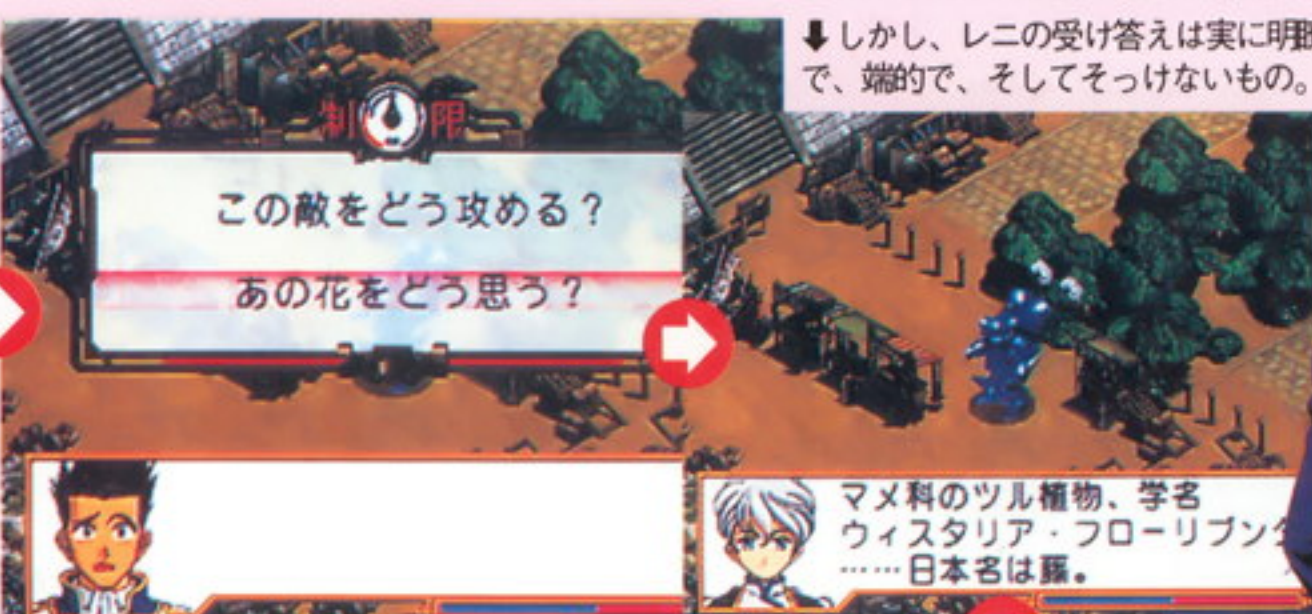 ⬇しかし、レニの受け答えは実に明
で、端的で、そしてそっけないもの。
制限
この敵をどう攻める？
あの花をどう思う？
マメ科のツル植物、学名
ウィスタリア・フローリブン
……日本名は藤。